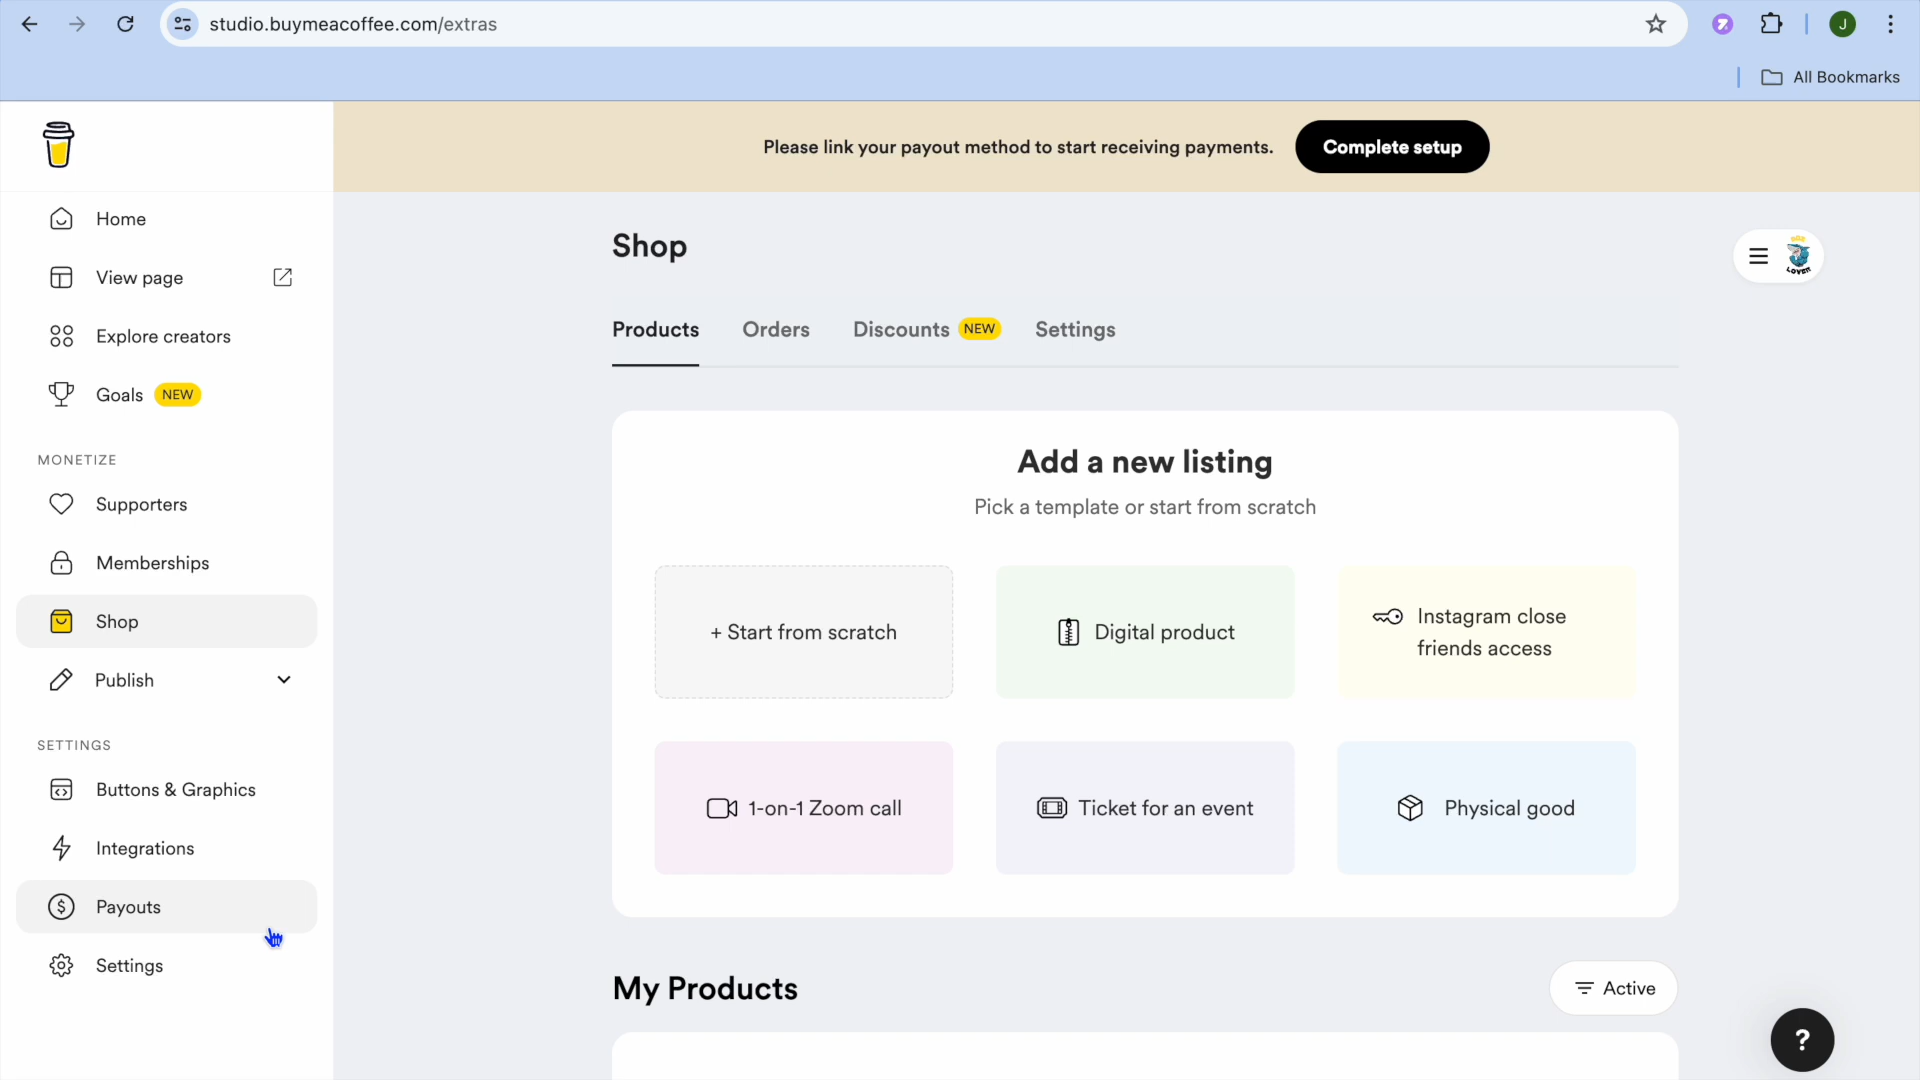 studio.buymeacoffee.com/extras
J
All Bookmarks
Please link your payout method to start receiving payments.
Complete setup
Home
View page
Explore creators
Goals NEW
MONETIZE
Supporters
Memberships
Shop
Publish
SETTINGS
Buttons & Graphics
Integrations
Payouts
Settings
Shop
LOVER
Products
Orders
Discounts NEW
Settings
Add a new listing
Pick a template or start from scratch
+ Start from scratch
Digital product
Instagram close
friends access
1-on-1 Zoom call
Ticket for an event
Physical good
My Products
Active
?